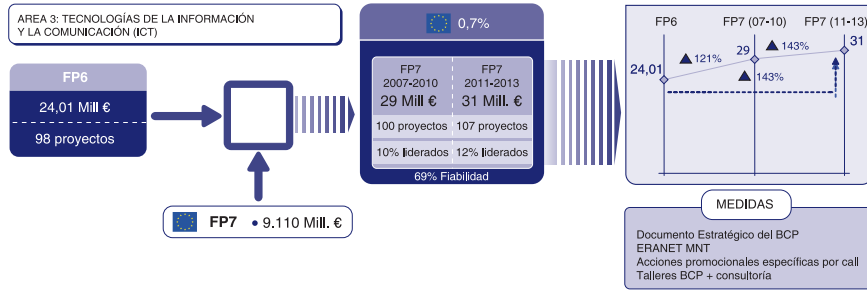 AREA 3: TECNOLOGÍAS DE LA INFORMACIÓN
Y LA COMUNICACIÓN (ICT)
FP6
24,01 Mill €
98 proyectos
FP7 • 9.110 Mill. €
0,7%
FP7
2007-2010
29 Mill €
100 proyectos
10% liderados
FP7
2011-2013
31 Mill. €
107 proyectos
12% liderados
69% Fiabilidad
FP6 FP7 (07-10) FP7 (11-13)
24,01
121%
29
143%
143%
31
MEDIDAS
Documento Estratégico del BCP
ERANET MNT
Acciones promocionales específicas por call
Talleres BCP + consultoría